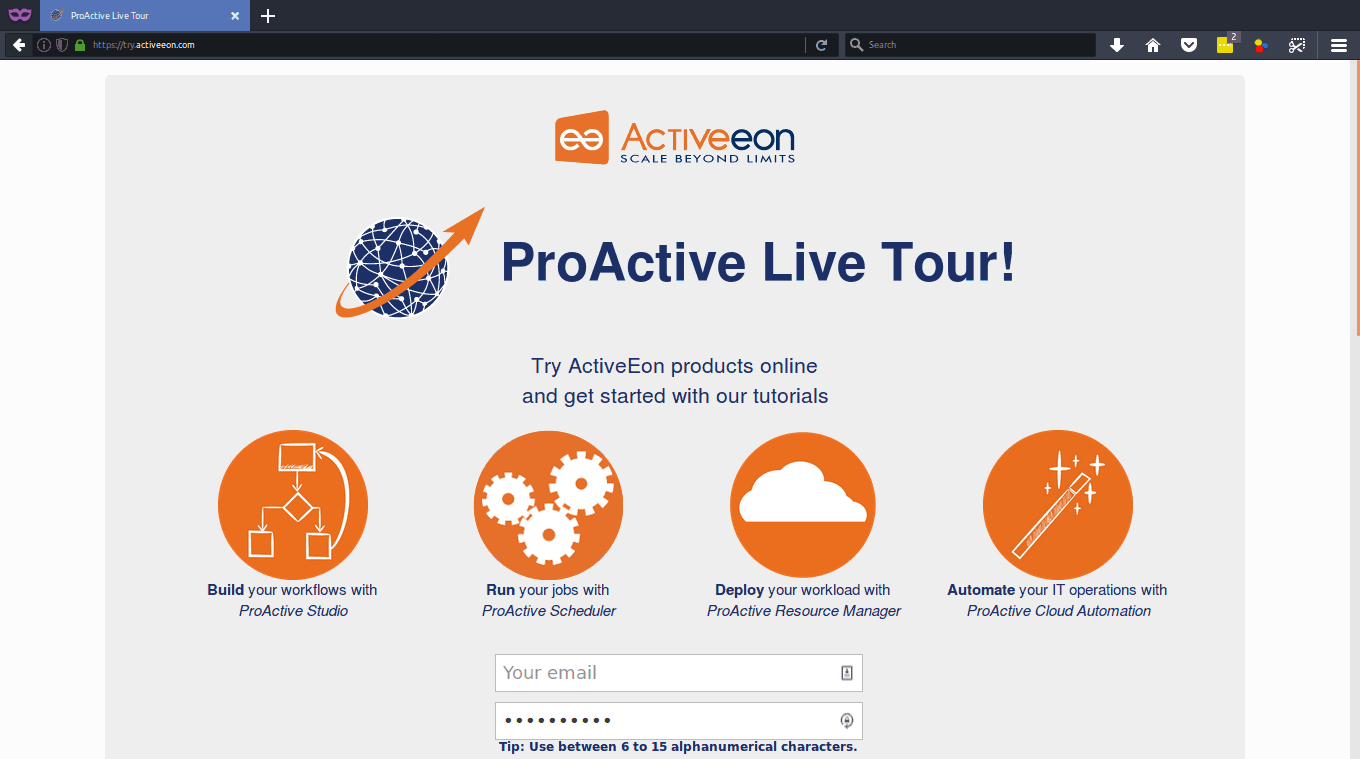 ProActive Live Tour
https://try.activeeon.com
Search
2
Activeeon
SCALE BEYOND LIMITS
ProActive Live Tour!
Try ActiveEon products online
and get started with our tutorials
Build your workflows with
ProActive Studio
Run your jobs with
ProActive Scheduler
Deploy your workload with
ProActive Resource Manager
Automate your IT operations with
ProActive Cloud Automation
Your email
••••••••••
Tip: Use between 6 to 15 alphanumerical characters.